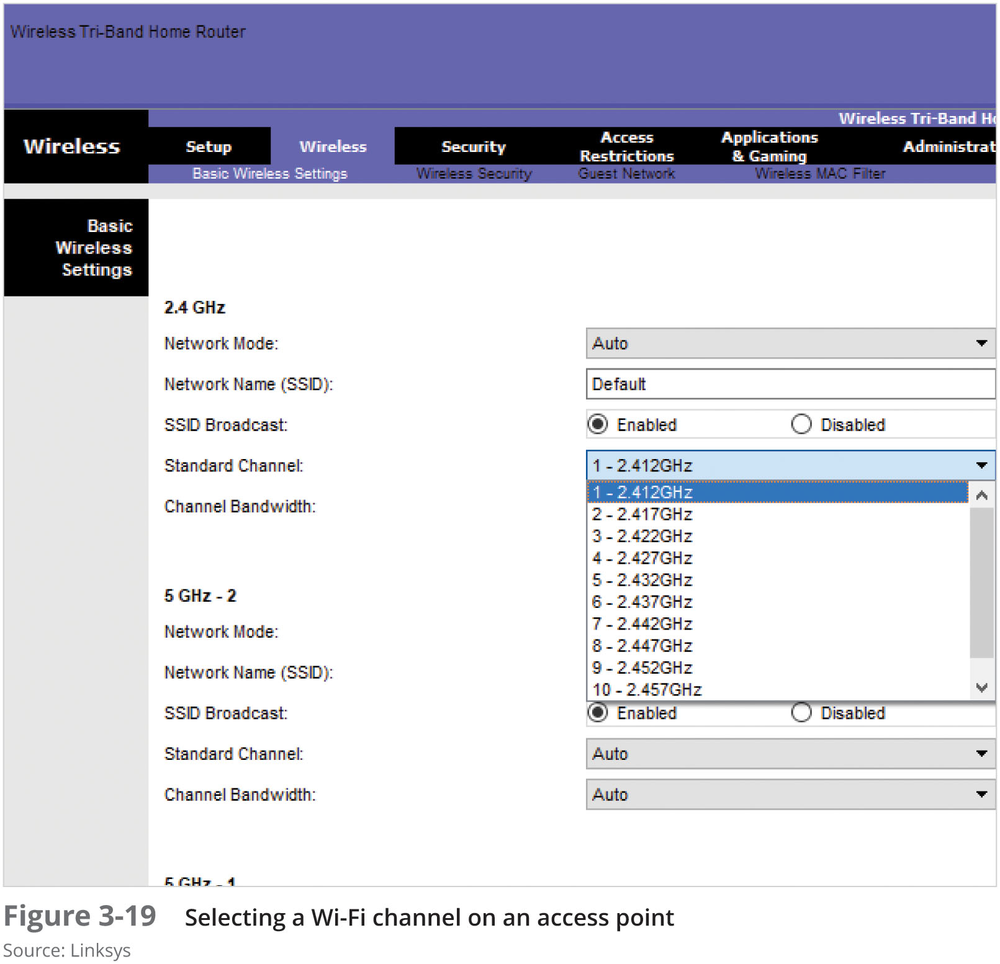 Wireless Tri-Band Home Router
Wireless Tri-Band
Wireless
Setup
Wireless
Security
Access
Restrictions
Applications
& Gaming
Basic Wireless Settings
Wireless Security
Guest Network
Wireless MAC Filter
Basic
Wireless
Settings
2.4 GHz
Network Mode: Auto
Network Name (SSID): Default
SSID Broadcast: Enabled Disabled
Standard Channel: 1 - 2.412GHz
1 - 2.412GHz
Channel Bandwidth:
2 - 2.417GHz
3 - 2.422GHz
4 - 2.427GHz
5 - 2.432GHz
6 - 2.437GHz
7 - 2.442GHz
8 - 2.447GHz
9 - 2.452GHz
10 - 2.457GHz
5 GHz - 2
Network Mode:
Network Name (SSID):
SSID Broadcast: Enabled Disabled
Standard Channel: Auto
Channel Bandwidth: Auto
5 GHz - 1
Figure 3-19 Selecting a Wi-Fi channel on an access point
Source: Linksys